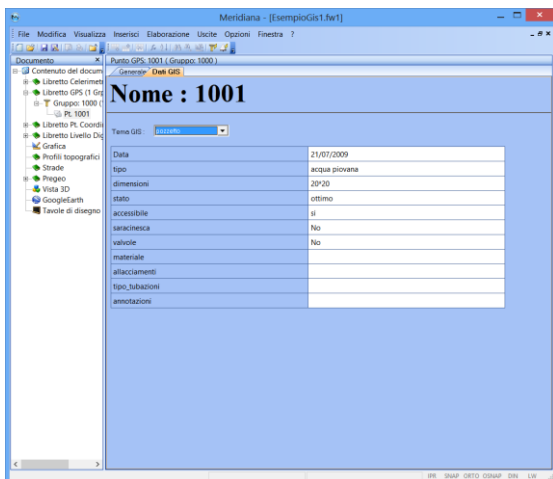 Meridiana - [EsempioGis1.fw1]
File Modifica Visualizza Inserisci Elaborazione Uscite Opzioni Finestra ?
Documento
Punto GPS: 1001 ( Gruppo: 1000 )
Contenuto del docum
Generale Dati GIS
Libretto Celerimet
Libretto GPS (1 Gr
Gruppo: 1000 (
Pt. 1001
Libretto Pt. Coordi
Libretto Livello Dig
Grafica
Profili topografici
Strade
Pregeo
Vista 3D
GoogleEarth
Tavole di disegno
Nome : 1001
Tema GIS pozzetto
Data 21/07/2009
tipo acqua piovana
dimensioni 20*20
stato ottimo
accessibile si
saracinesca No
valvole No
materiale
allacciamenti
tipo_tubazioni
annotazioni
IPR SNAP ORTO OSNAP DIN LW